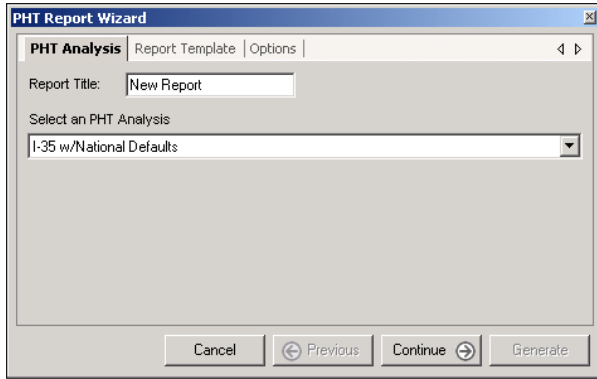 PHT Report Wizard
PHT Analysis Report Template Options
Report Title: New Report
Select an PHT Analysis
I-35 w/National Defaults
Cancel Previous Continue Generate